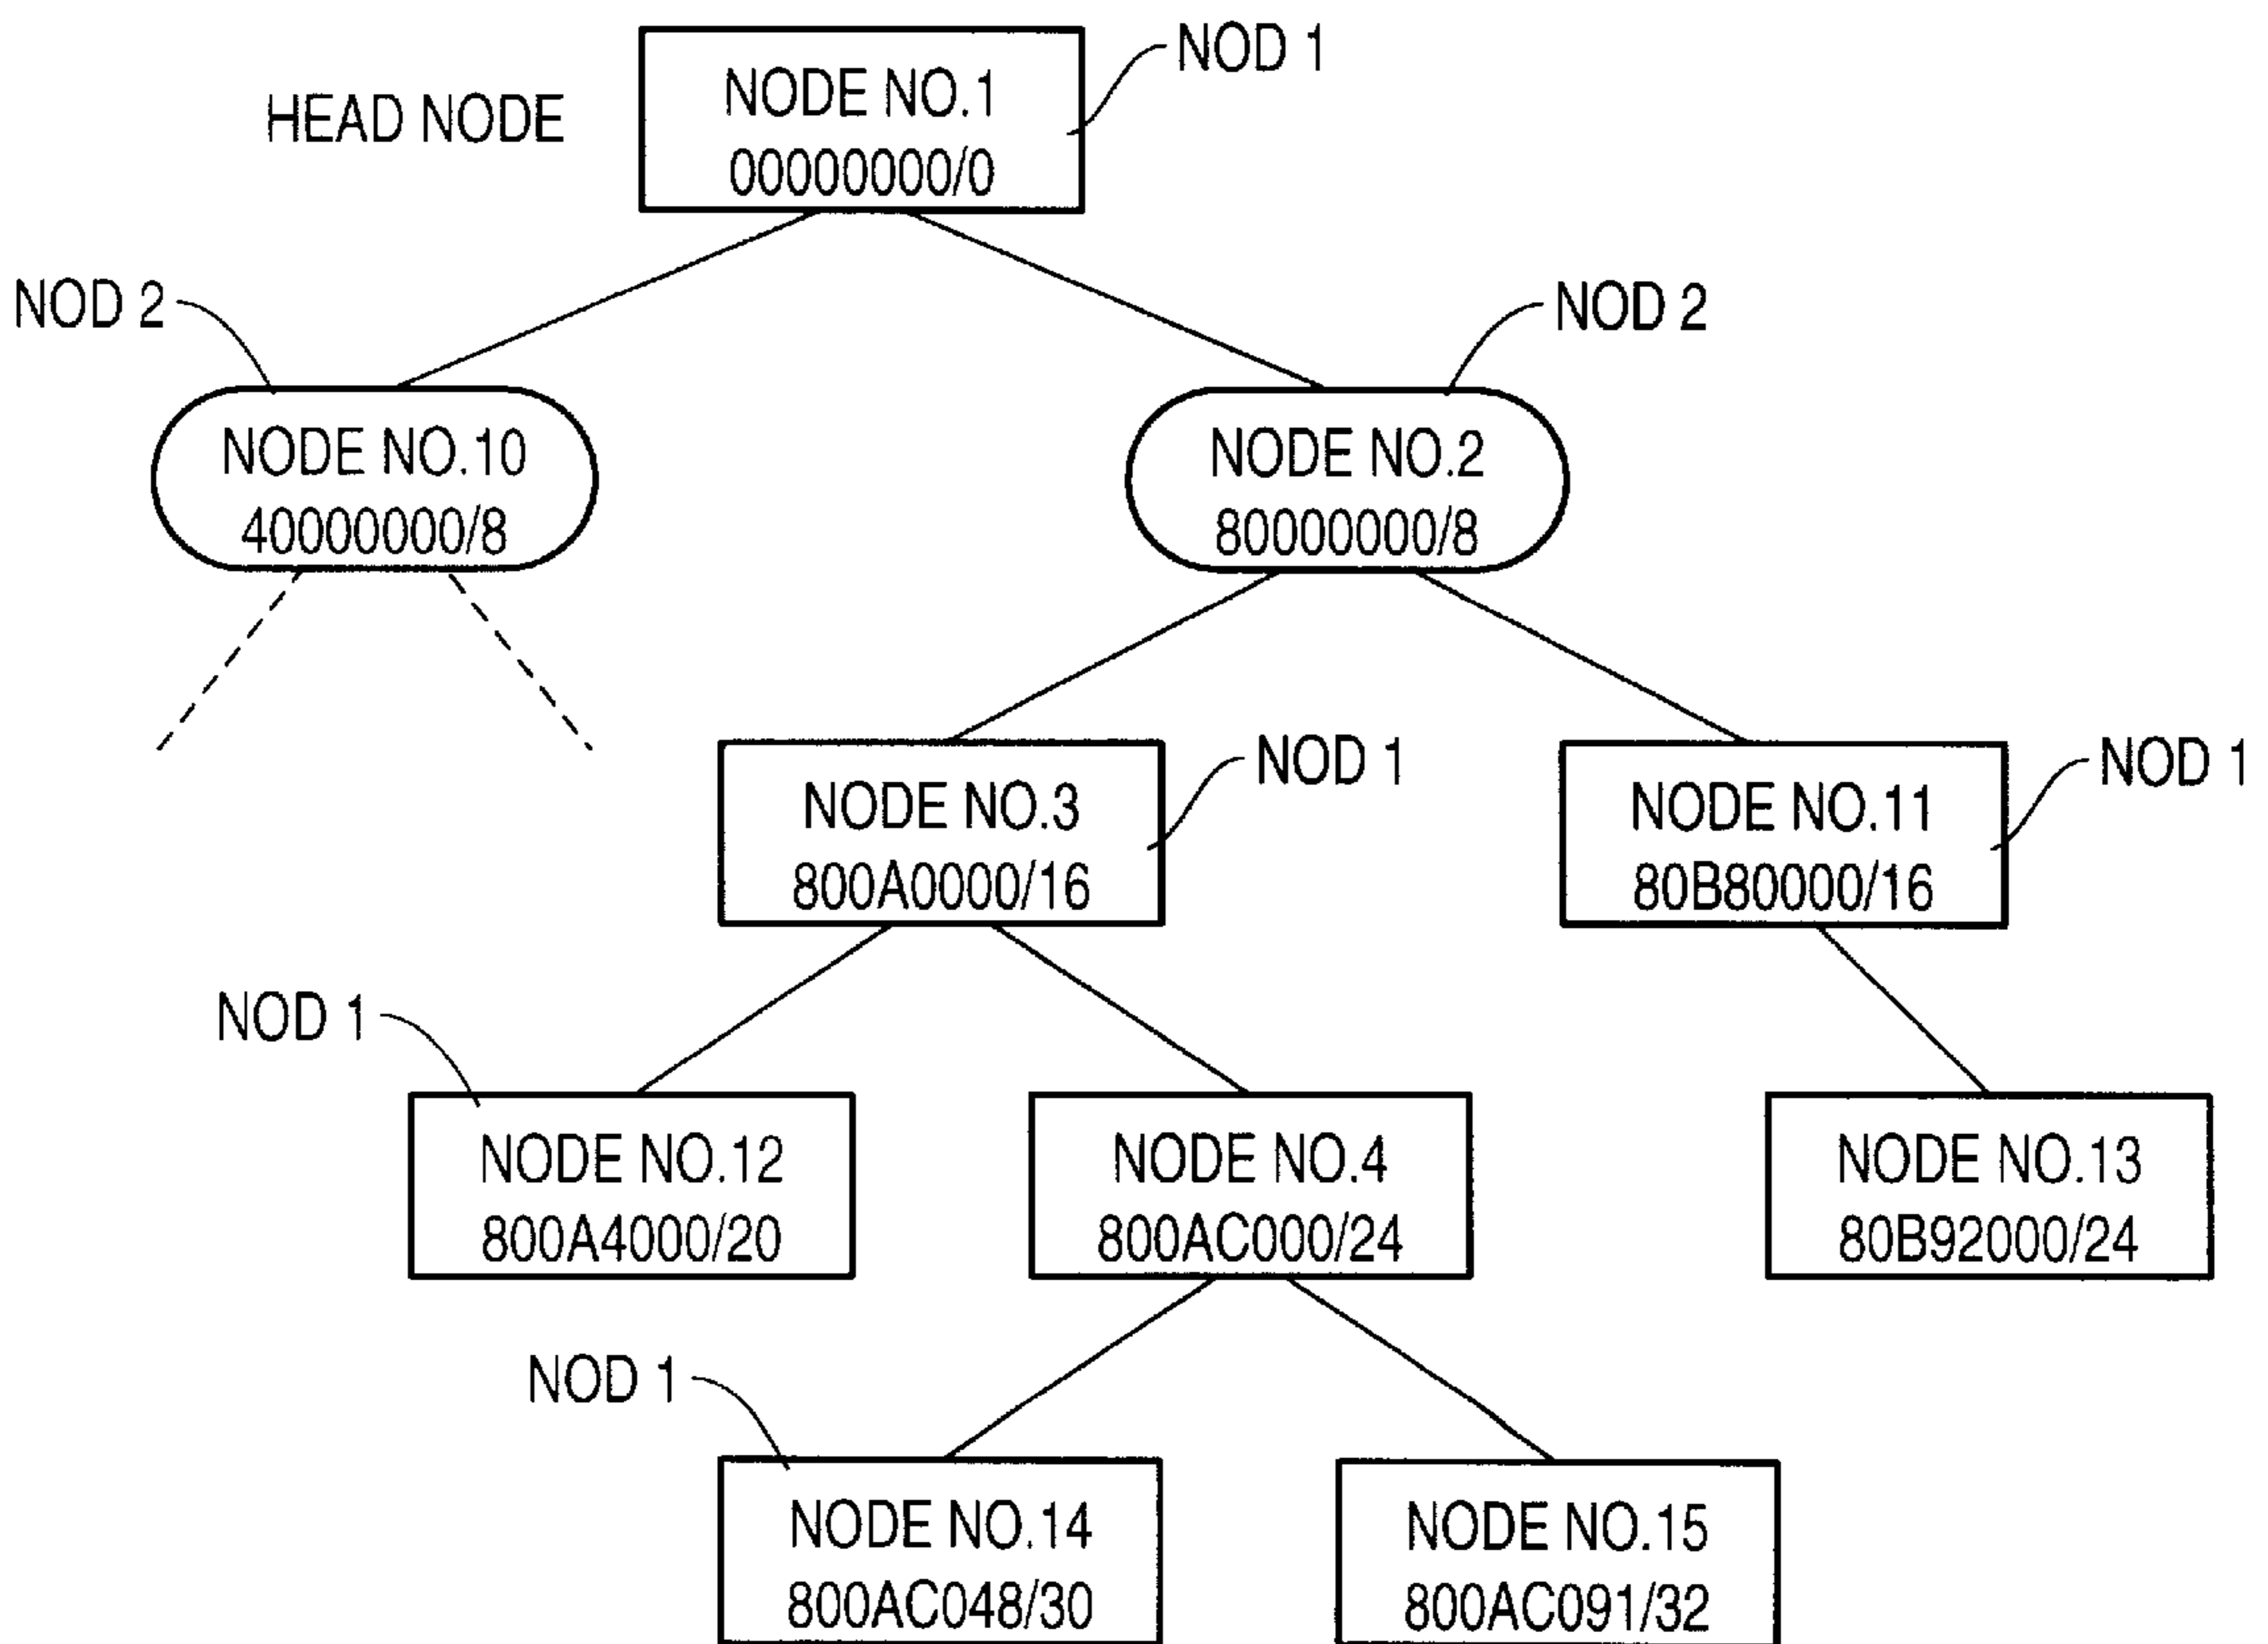 NOD 1
HEAD NODE
NODE NO.1
00000000/0
NOD 2
NOD 2
NODE NO.10
40000000/8
NODE NO.2
80000000/8
NOD 1
NOD 1
NODE NO.3
800A0000/16
NODE NO.11
80B80000/16
NOD 1
NODE NO.12
800A4000/20
NODE NO.4
800AC000/24
NODE NO.13
80B92000/24
NOD 1
NODE NO.14
800AC048/30
NODE NO.15
800AC091/32